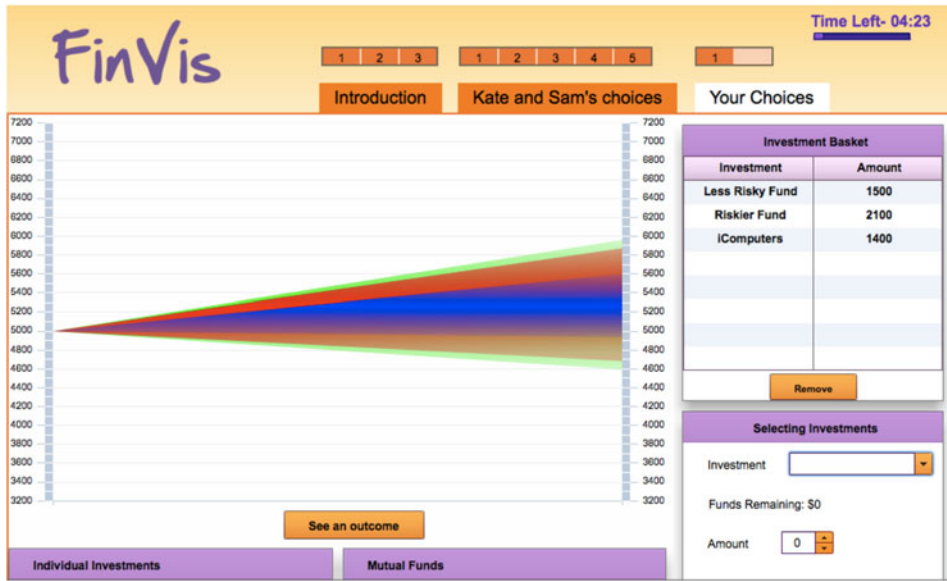 FinVis
Time Left- 04:23
1 2 3
1 2 3 4 5
1
Introduction
Kate and Sam's choices
Your Choices
7200
7000
6800
6600
6400
6200
6000
5800
5600
5400
5200
5000
4800
4600
4400
4200
4000
3800
3600
3400
3200
7200
7000
6800
6600
6400
6200
6000
5800
5600
5400
5200
5000
4800
4600
4400
4200
4000
3800
3600
3400
3200
See an outcome
Individual Investments
Mutual Funds
Investment Basket
Investment Amount
Less Risky Fund 1500
Riskier Fund 2100
iComputers 1400
Remove
Selecting Investments
Investment
Funds Remaining: $0
Amount 0